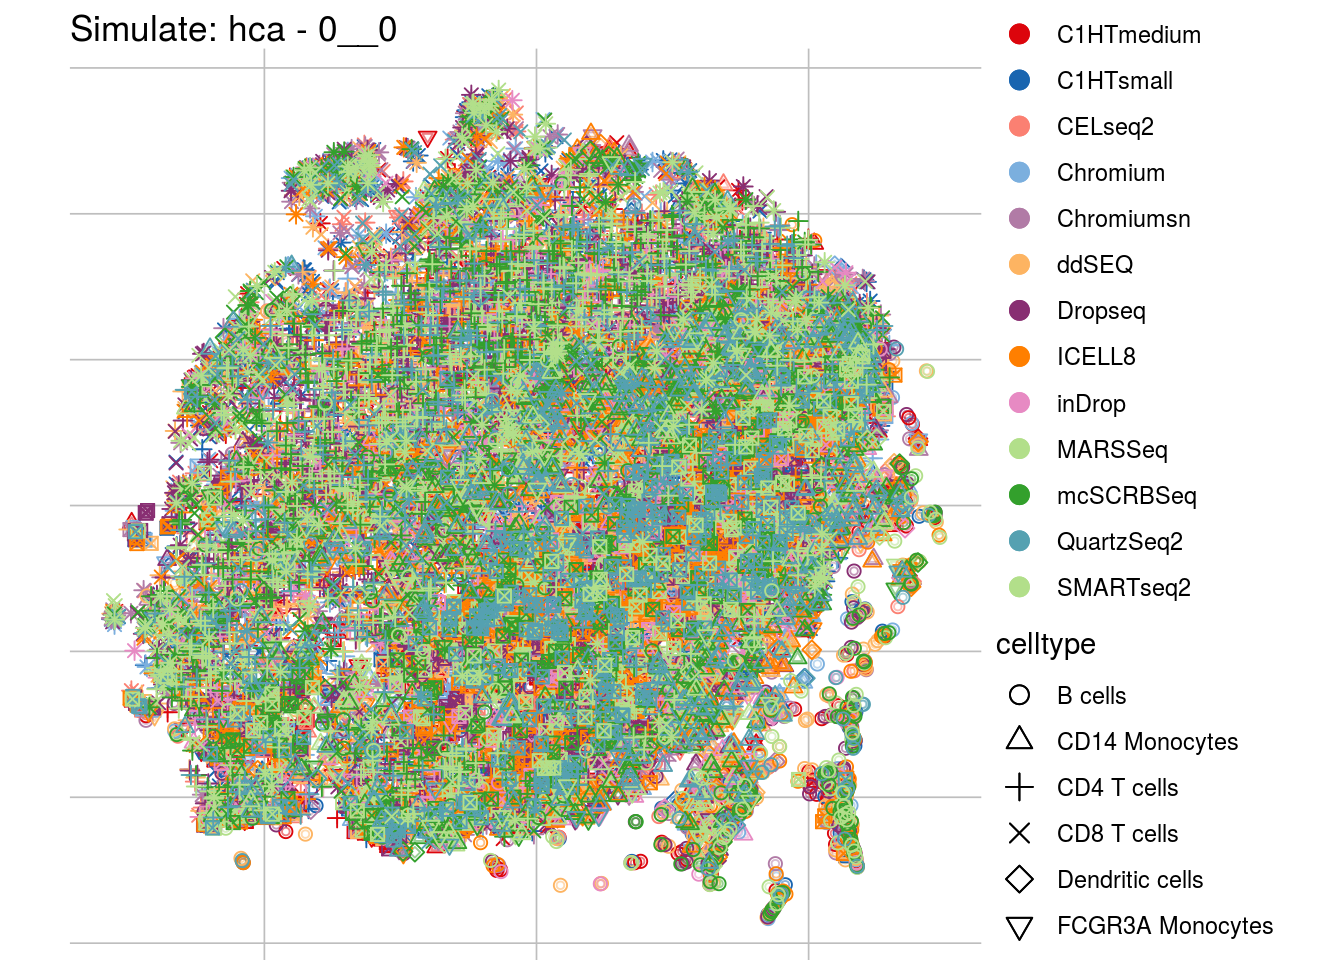 Simulate: hca - 0__0
C1HTmedium
C1HTsmall
CELseq2
Chromium
Chromiumsn
ddSEQ
Dropseq
ICELL8
inDrop
MARSSeq
mcSCRBSeq
QuartzSeq2
SMARTseq2
celltype
B cells
CD14 Monocytes
CD4 T cells
CD8 T cells
Dendritic cells
FCGR3A Monocytes